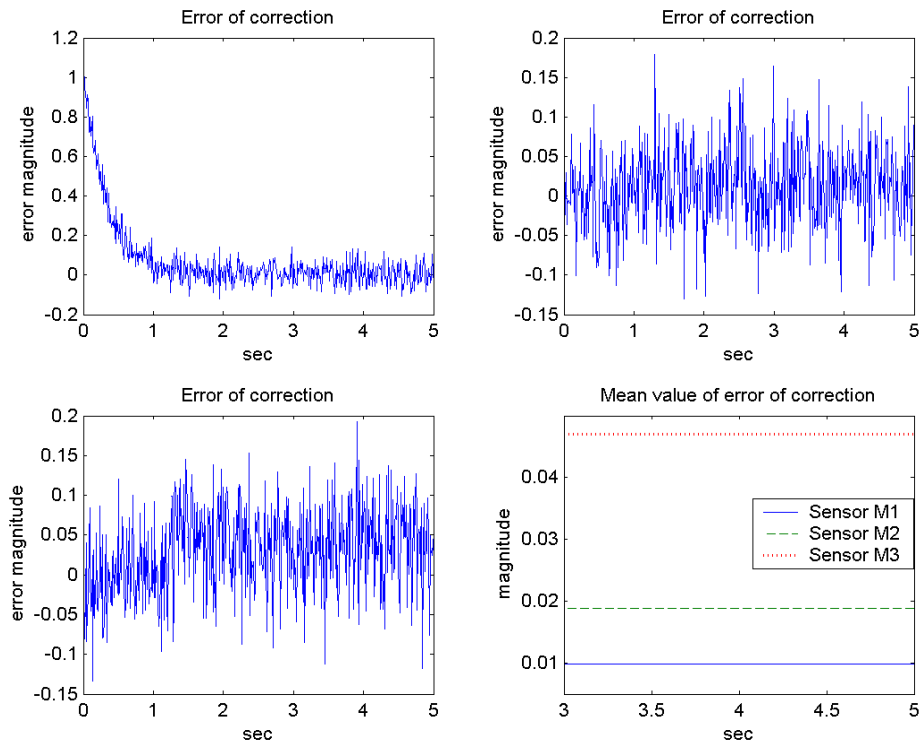 Error of correction
1.2
1
0.8
0.6
0.4
0.2
0
-0.2
error magnitude
0 1 2 3 4 5
sec
Error of correction
0.2
0.15
0.1
0.05
0
-0.05
-0.1
-0.15
error magnitude
0 1 2 3 4 5
sec
Error of correction
0.2
0.15
0.1
0.05
0
-0.05
-0.1
-0.15
error magnitude
0 1 2 3 4 5
sec
Mean value of error of correction
0.04
0.03
0.02
0.01
magnitude
Sensor M1
Sensor M2
Sensor M3
3 3.5 4 4.5 5
sec